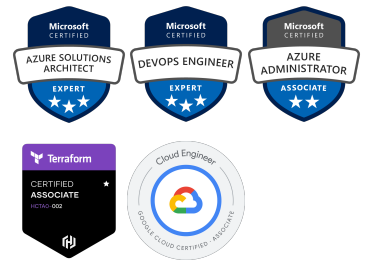 Microsoft
CERTIFIED
AZURE SOLUTIONS
ARCHITECT
EXPERT
Microsoft
CERTIFIED
DEVOPS ENGINEER
EXPERT
Microsoft
CERTIFIED
AZURE
ADMINISTRATOR
ASSOCIATE
Terraform
CERTIFIED
ASSOCIATE
HCTA0-002
Cloud Engineer
GOOGLE CLOUD CERTIFIED · ASSOCIATE